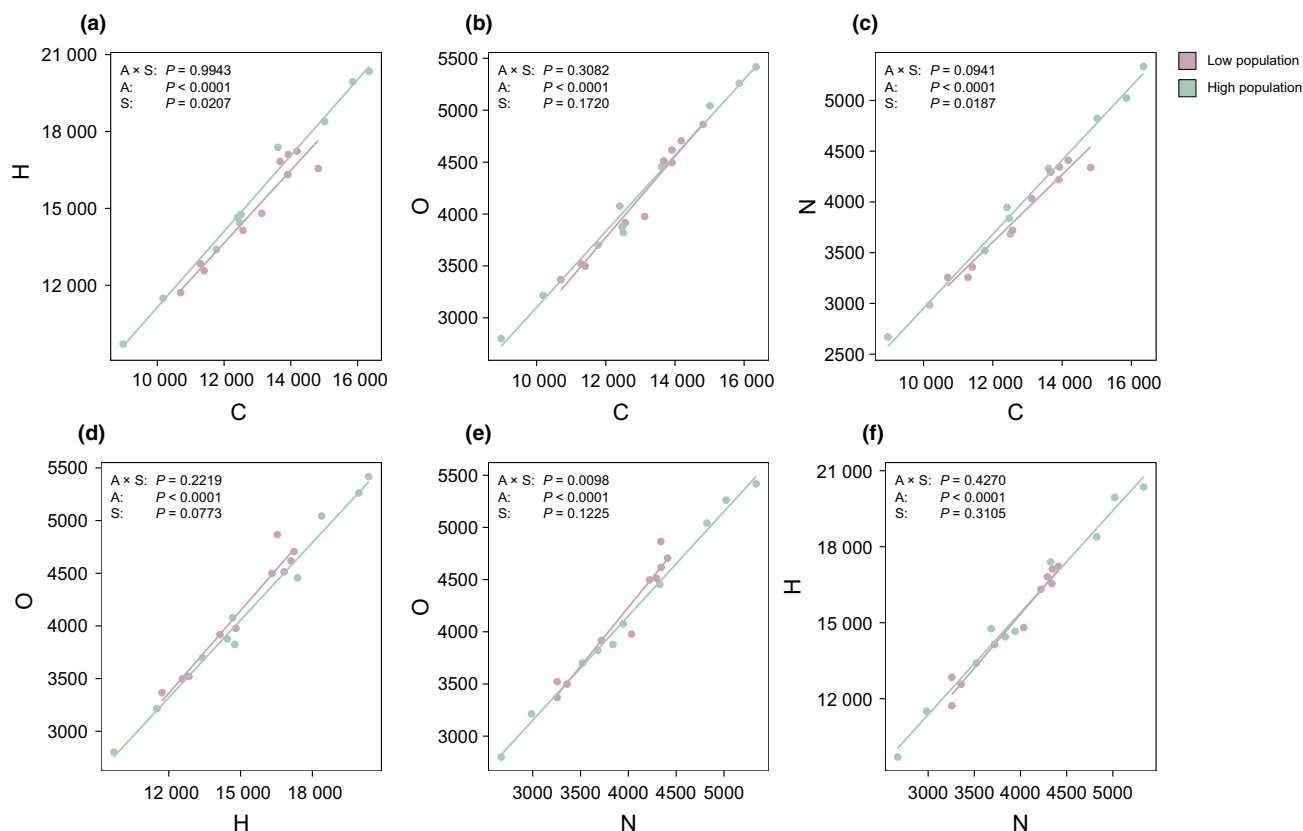 (a)
(b)
(c)
A × S: P = 0.9943
A: P < 0.0001
S: P = 0.0207
21 000
18 000
15 000
12 000
H
10 000 12 000 14 000 16 000
C
A × S: P = 0.3082
A: P < 0.0001
S: P = 0.1720
5500
5000
4500
4000
3500
3000
O
10 000 12 000 14 000 16 000
C
A × S: P = 0.0941
A: P < 0.0001
S: P = 0.0187
5000
4500
4000
3500
3000
2500
N
10 000 12 000 14 000 16 000
C
Low population
High population
(d)
(e)
(f)
A × S: P = 0.2219
A: P < 0.0001
S: P = 0.0773
5500
5000
4500
4000
3500
3000
O
12 000 15 000 18 000
H
A × S: P = 0.0098
A: P < 0.0001
S: P = 0.1225
5500
5000
4500
4000
3500
3000
O
3000 3500 4000 4500 5000
N
A × S: P = 0.4270
A: P < 0.0001
S: P = 0.3105
21 000
18 000
15 000
12 000
H
3000 3500 4000 4500 5000
N